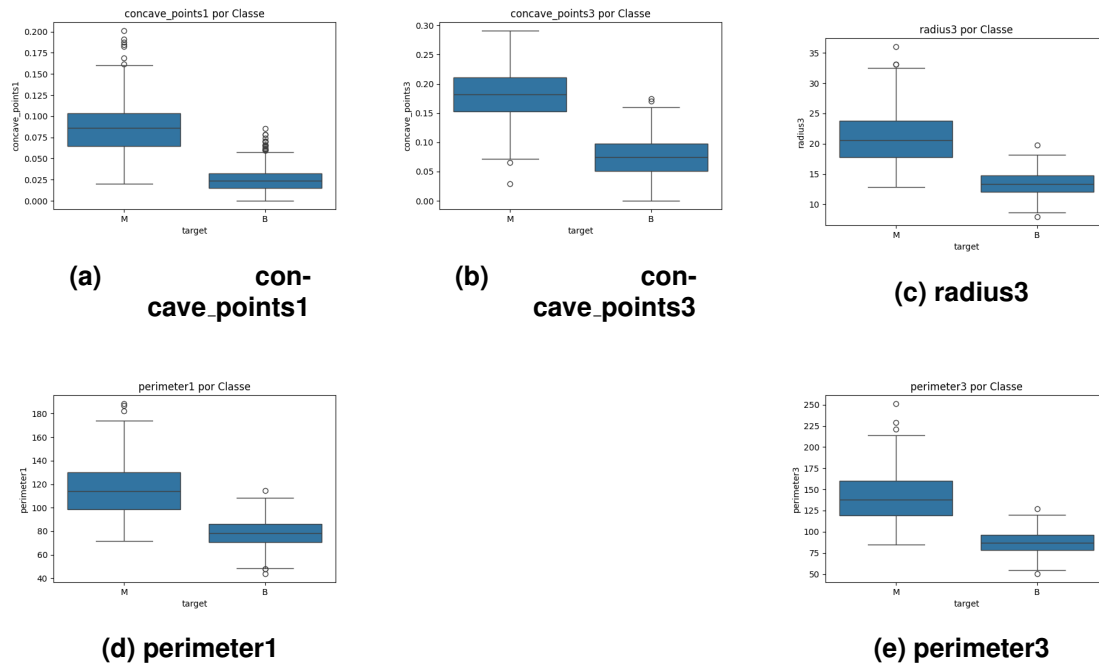 concave_points1 por Classe
concave_points1
0.200
0.175
0.150
0.125
0.100
0.075
0.050
0.025
0.000
M
B
target
(a) con-
cave_points1
concave_points3 por Classe
concave_points3
0.30
0.25
0.20
0.15
0.10
0.05
0.00
M
B
target
(b) con-
cave_points3
radius3 por Classe
radius3
35
30
25
20
15
10
M
B
target
(c) radius3
perimeter1 por Classe
perimeter1
180
160
140
120
100
80
60
40
M
B
target
(d) perimeter1
perimeter3 por Classe
perimeter3
250
225
200
175
150
125
100
75
50
M
B
target
(e) perimeter3